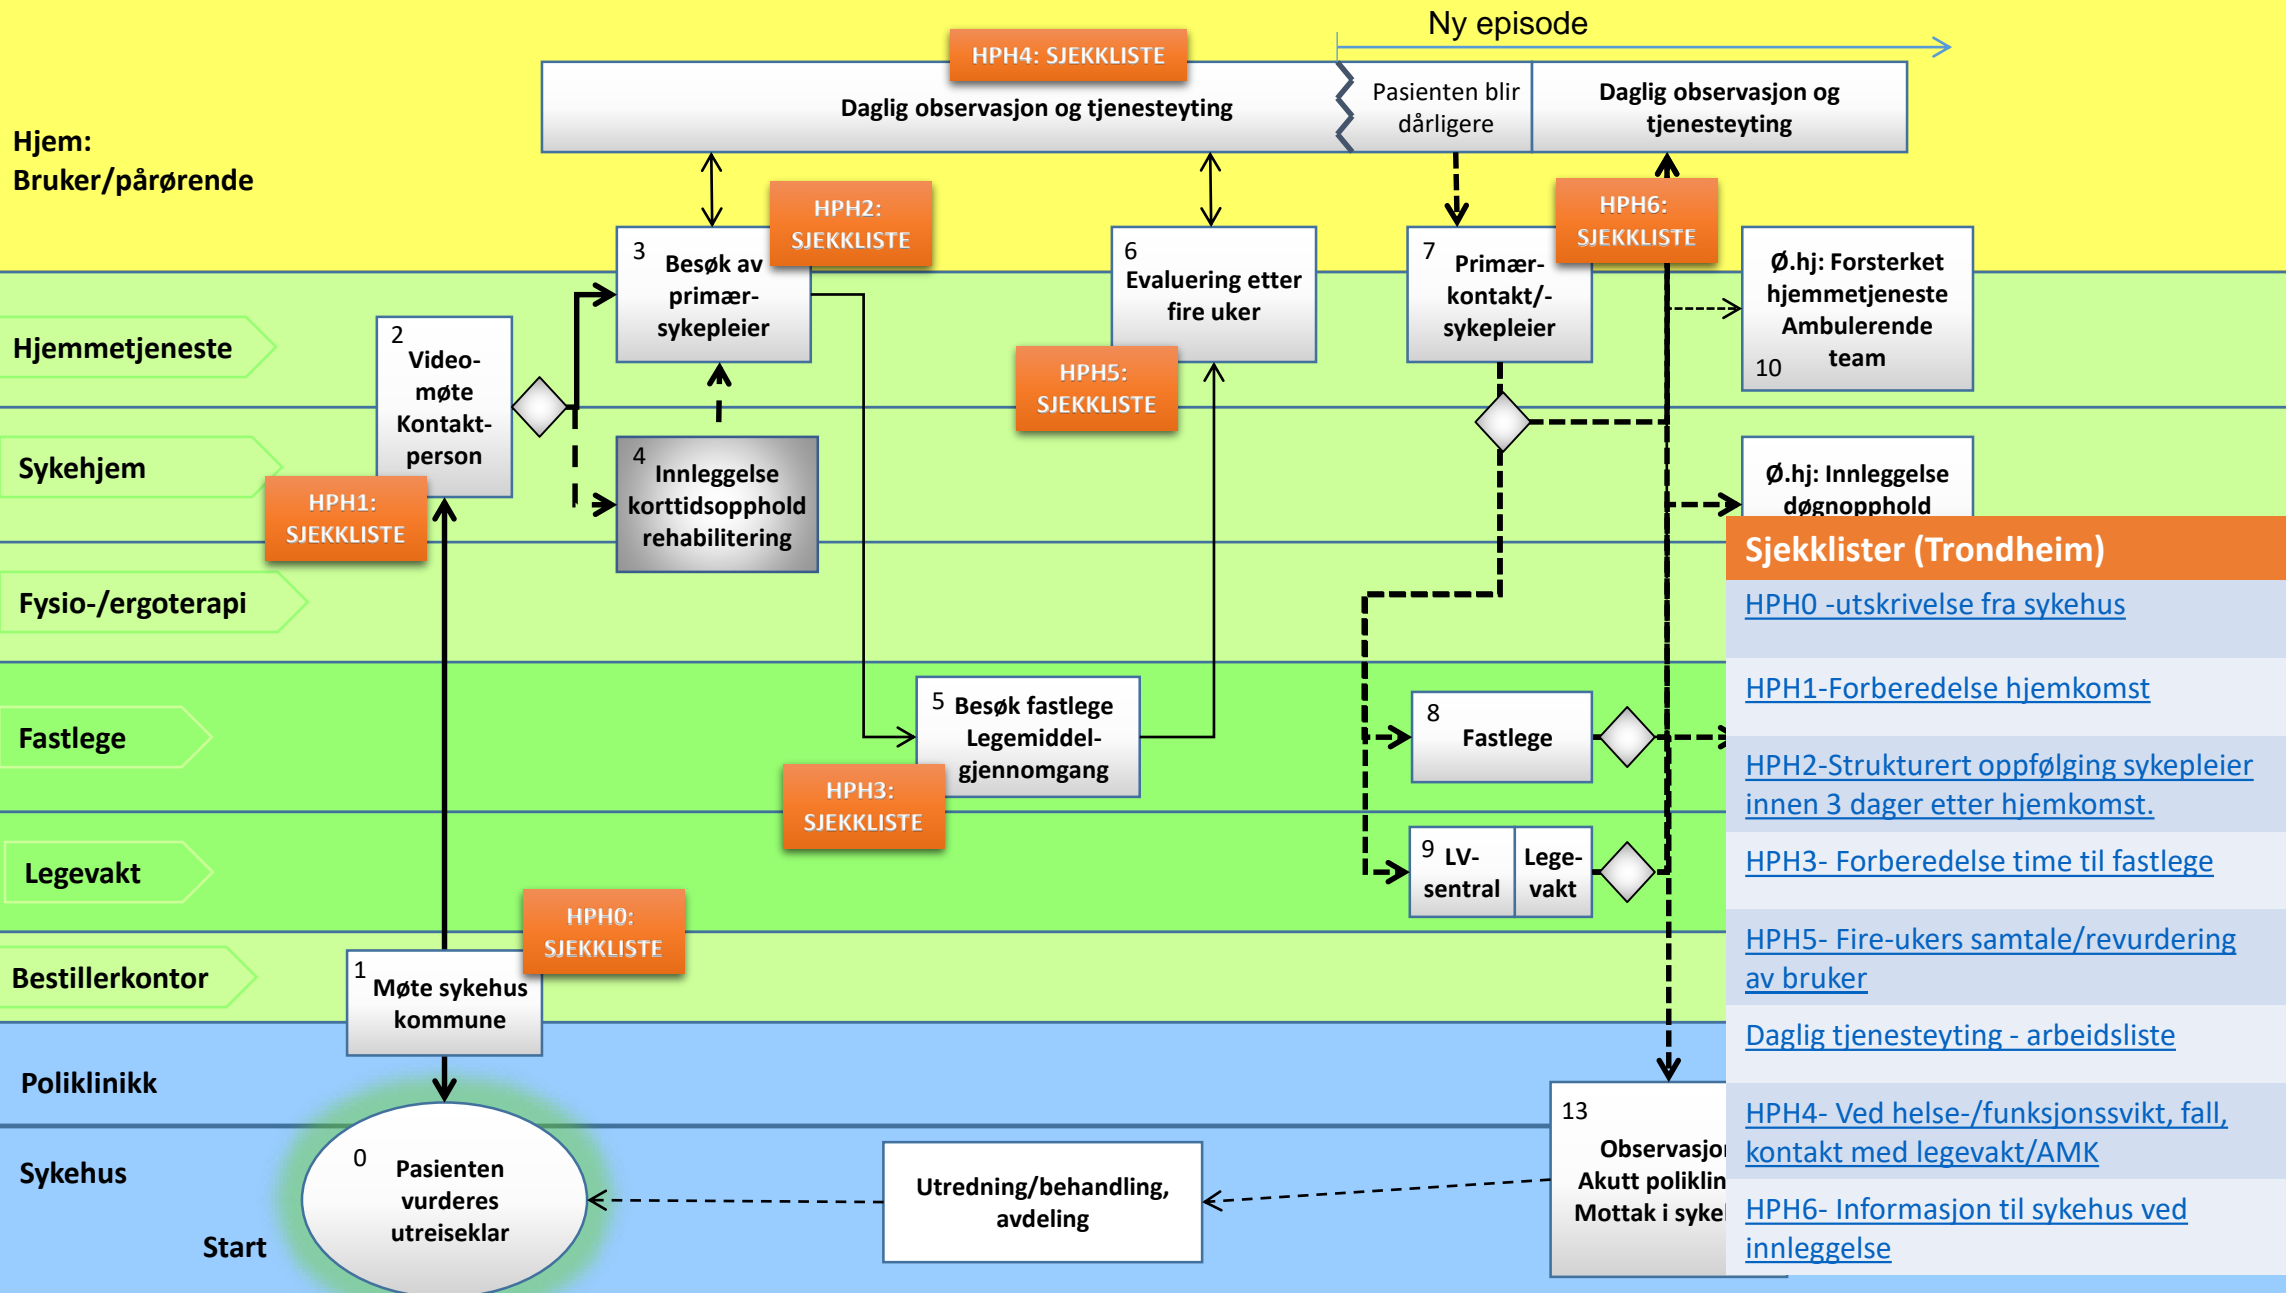 Ny episode
HPH4: SJEKKLISTE
Daglig observasjon og tjenesteyting
Pasienten blir
dårligere
Daglig observasjon og
tjenesteyting
Hjem:
Bruker/pårørende
HPH2:
SJEKKLISTE
HPH6:
SJEKKLISTE
3
Besøk av
primær-
sykepleier
6
Evaluering etter
fire uker
7
Primær-
kontakt/-
sykepleier
Ø.hj: Forsterket
hjemmetjeneste
Ambulerende
team
10
Hjemmetjeneste
2
Video-
møte
Kontakt-
person
HPH5:
SJEKKLISTE
Sykehjem
HPH1:
SJEKKLISTE
4
Innleggelse
korttidsopphold
rehabilitering
Ø.hj: Innleggelse
døgnopphold
Fysio-/ergoterapi
Fastlege
5
Besøk fastlege
Legemiddel-
gjennomgang
HPH3:
SJEKKLISTE
8
Fastlege
Legevakt
9
LV-
sentral
Lege-
vakt
HPH0:
SJEKKLISTE
Bestillerkontor
1
Møte sykehus
kommune
Poliklinikk
Sykehus
Start
0
Pasienten
vurderes
utreiseklar
Utredning/behandling,
avdeling
13
Mottak i
Akutt
Sjekklister (Trondheim)
HPH0 -utskrivelse fra sykehus
HPH1-Forberedelse hjemkomst
HPH2-Strukturert oppfølging sykepleier
innen 3 dager etter hjemkomst.
HPH3- Forberedelse time til fastlege
HPH5- Fire-ukers samtale/revurdering
av bruker
Daglig tjenesteyting - arbeidsliste
HPH4- Ved helse-/funksjonssvikt, fall,
kontakt med legevakt/AMK
HPH6- Informasjon til sykehus ved
innleggelse